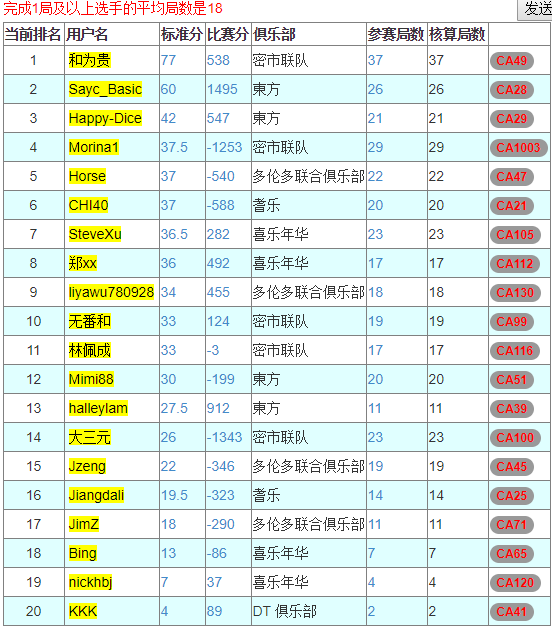 完成1局及以上选手的平均局数是18 发送
当前排名 用户名 标准分 比赛分 俱乐部 参赛局数 核算局数
1 和为贵 77 538 密市联队 37 37 CA49
2 Sayc_Basic 60 1495 東方 26 26 CA28
3 Happy-Dice 42 547 東方 21 21 CA29
4 Morina1 37.5 -1253 密市联队 29 29 CA1003
5 Horse 37 -540 多伦多联合俱乐部 22 22 CA47
6 CHI40 37 -588 耆乐 20 20 CA21
7 SteveXu 36.5 282 喜乐年华 23 23 CA105
8 郑xx 36 492 喜乐年华 17 17 CA112
9 liyawu780928 34 455 多伦多联合俱乐部 18 18 CA130
10 无番和 33 124 密市联队 19 19 CA99
11 林佩成 33 -3 密市联队 17 17 CA116
12 Mimi88 30 -199 東方 20 20 CA51
13 halleylam 27.5 912 東方 11 11 CA39
14 大三元 26 -1343 密市联队 23 23 CA100
15 Jzeng 22 -346 多伦多联合俱乐部 19 19 CA45
16 Jiangdali 19.5 -323 耆乐 14 14 CA25
17 JimZ 18 -290 多伦多联合俱乐部 11 11 CA71
18 Bing 13 -86 喜乐年华 7 7 CA65
19 nickhbj 7 37 喜乐年华 4 4 CA120
20 KKK 4 89 DT 俱乐部 2 2 CA41